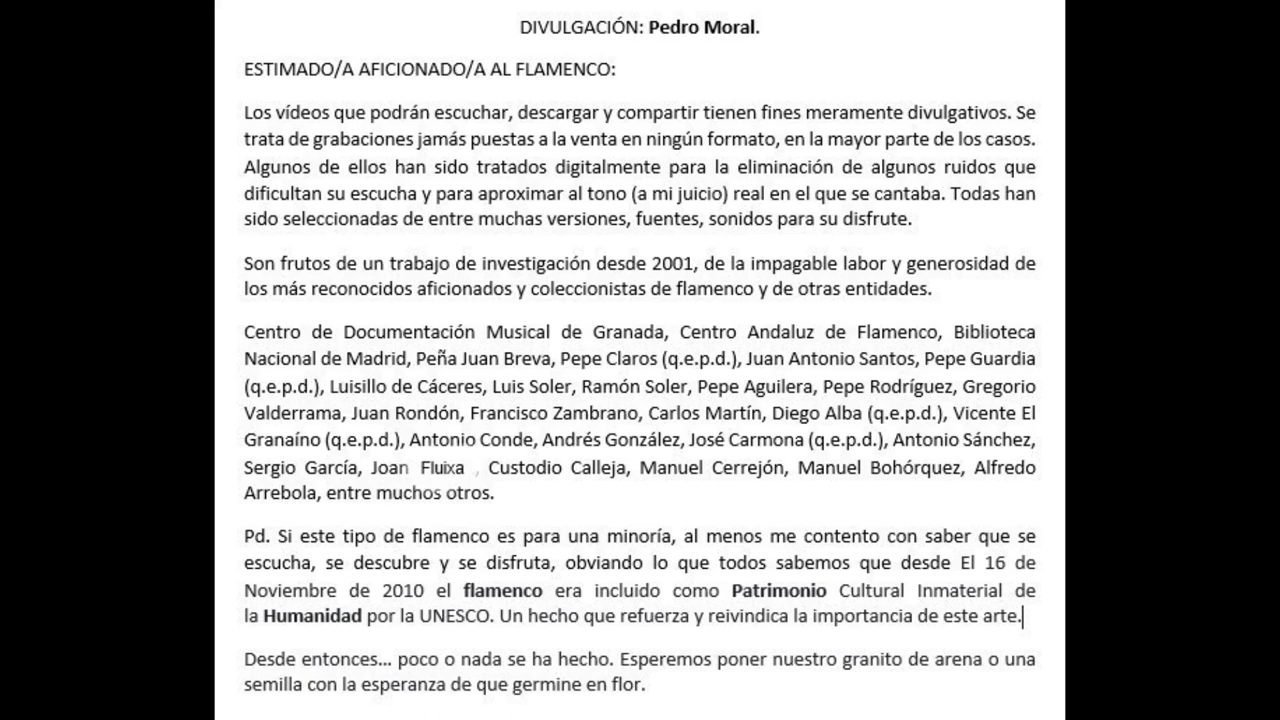 DIVULGACIÓN: Pedro Moral.
ESTIMADO/A AFICIONADO/A AL FLAMENCO:
Los vídeos que podrán escuchar, descargar y compartir tienen fines meramente divulgativos. Se
trata de grabaciones jamás puestas a la venta en ningún formato, en la mayor parte de los casos.
Algunos de ellos han sido tratados digitalmente para la eliminación de algunos ruidos que
dificultan su escucha y para aproximar al tono (a mi juicio) real en el que se cantaba. Todas han
sido seleccionadas de entre muchas versiones, fuentes, sonidos para su disfrute.
Son frutos de un trabajo de investigación desde 2001, de la impagable labor y generosidad de
los más reconocidos aficionados y coleccionistas de flamenco y de otras entidades.
Centro de Documentación Musical de Granada, Centro Andaluz de Flamenco, Biblioteca
Nacional de Madrid, Peña Juan Breva, Pepe Claros (q.e.p.d.), Juan Antonio Santos, Pepe Guardia
(q.e.p.d.), Luisillo de Cáceres, Luis Soler, Ramón Soler, Pepe Aguilera, Pepe Rodríguez, Gregorio
Valderrama, Juan Rondón, Francisco Zambrano, Carlos Martín, Diego Alba (q.e.p.d.), Vicente El
Granaíno (q.e.p.d.), Antonio Conde, Andrés González, José Carmona (q.e.p.d.), Antonio Sánchez,
Sergio García, Joan Fluixa , Custodio Calleja, Manuel Cerrejón, Manuel Bohórquez, Alfredo
Arrebola, entre muchos otros.
Pd. Si este tipo de flamenco es para una minoría, al menos me contento con saber que se
escucha, se descubre y se disfruta, obviando lo que todos sabemos que desde El 16 de
Noviembre de 2010 el flamenco era incluido como Patrimonio Cultural Inmaterial de
la Humanidad por la UNESCO. Un hecho que refuerza y reivindica la importancia de este arte.
Desde entonces... poco o nada se ha hecho. Esperemos poner nuestro granito de arena o una
semilla con la esperanza de que germine en flor.